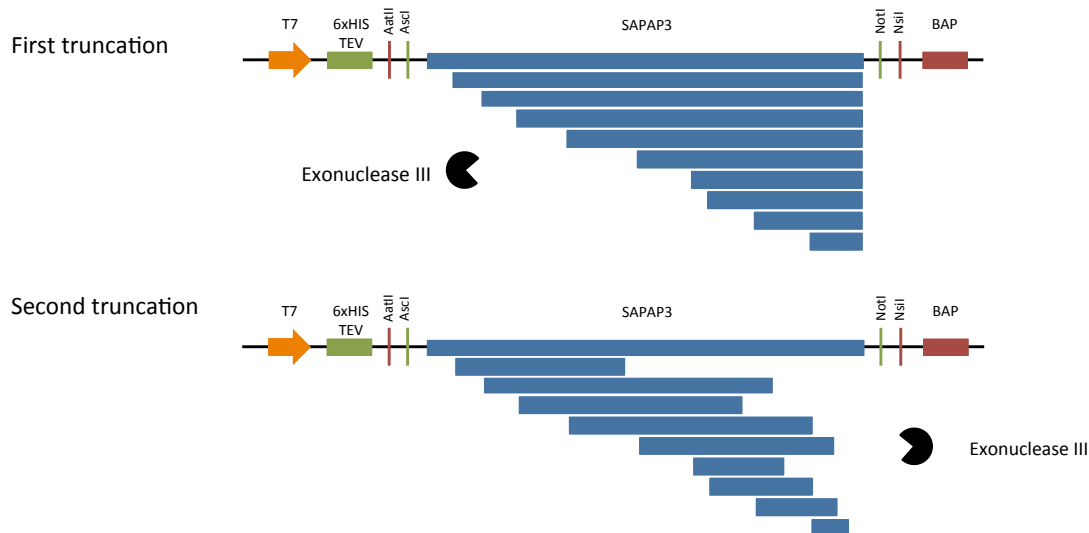 First truncation
T7
6xHIS
TEV
AatII
AscI
SAPAP3
NotI
NsiI
BAP
Exonuclease III
Second truncation
T7
6xHIS
TEV
AatII
AscI
SAPAP3
NotI
NsiI
BAP
Exonuclease III